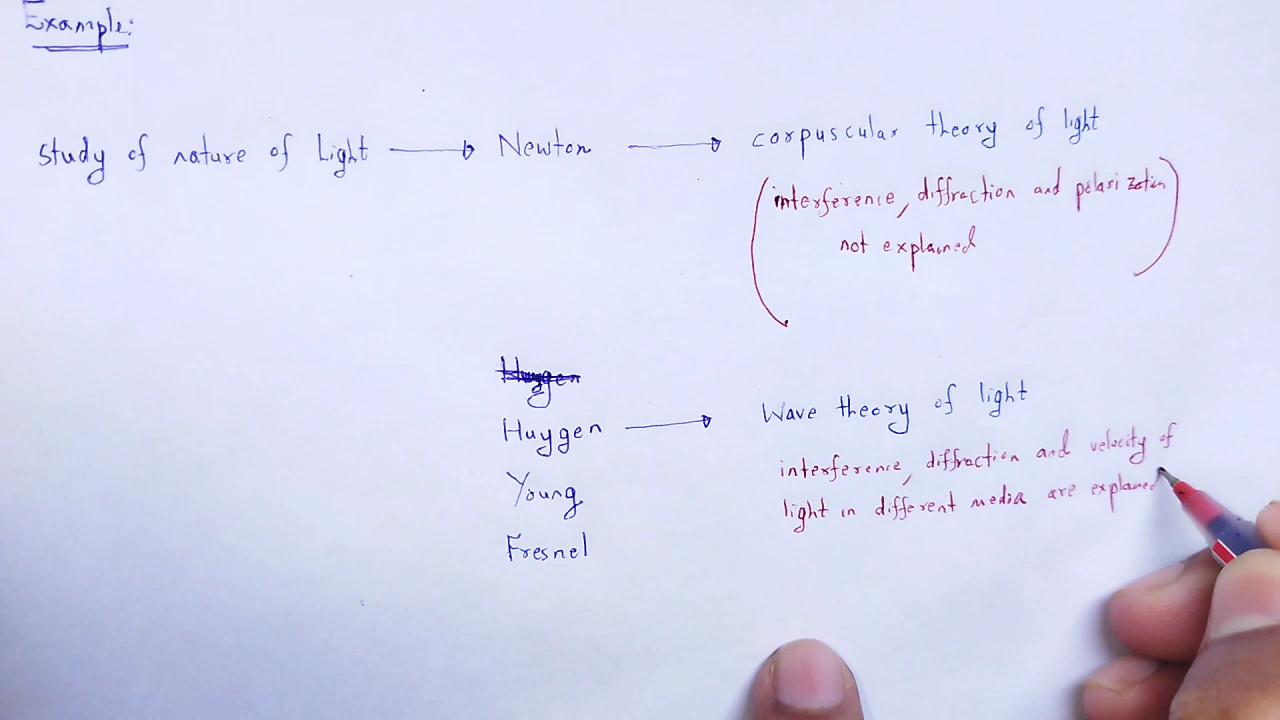 Example:
study of nature of Light → Newton → corpuscular theory of light
(interference, diffraction and polarization
not explained)
Huygen
Huygen → Wave theory of light
interference, diffraction and velocity of
Young
light in different media are explained
Fresnel